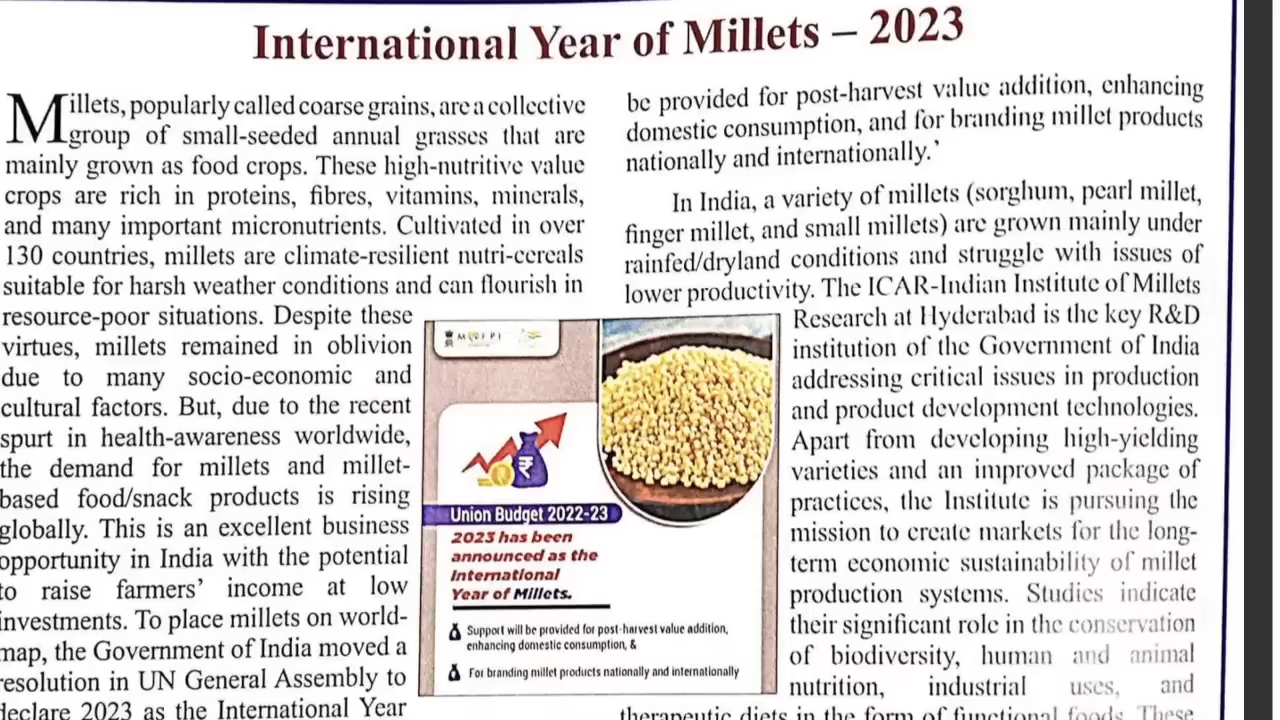 International Year of Millets – 2023
Millets, popularly called coarse grains, are a collective
group of small-seeded annual grasses that are
mainly grown as food crops. These high-nutritive value
crops are rich in proteins, fibres, vitamins, minerals,
and many important micronutrients. Cultivated in over
130 countries, millets are climate-resilient nutri-cereals
suitable for harsh weather conditions and can flourish in
resource-poor situations. Despite these
virtues, millets remained in oblivion
due to many socio-economic and
cultural factors. But, due to the recent
spurt in health-awareness worldwide,
the demand for millets and millet-
based food/snack products is rising
globally. This is an excellent business
opportunity in India with the potential
to raise farmers' income at low
investments. To place millets on world-
map, the Government of India moved a
resolution in UN General Assembly to
declare 2023 as the International Year
Union Budget 2022-23
2023 has been
announced as the
International
Year of Millets.
Support will be provided for post-harvest value addition,
enhancing domestic consumption, &
For branding millet products nationally and internationally
be provided for post-harvest value addition, enhancing
domestic consumption, and for branding millet products
nationally and internationally.'
In India, a variety of millets (sorghum, pearl millet,
finger millet, and small millets) are grown mainly under
rainfed/dryland conditions and struggle with issues of
lower productivity. The ICAR-Indian Institute of Millets
Research at Hyderabad is the key R&D
institution of the Government of India
addressing critical issues in production
and product development technologies.
Apart from developing high-yielding
varieties and an improved package of
practices, the Institute is pursuing the
mission to create markets for the long-
term economic sustainability of millet
production systems. Studies indicate
their significant role in the conservation
of biodiversity, human and animal
nutrition, industrial uses, and
therapeutic diets in the form of functional foods. These